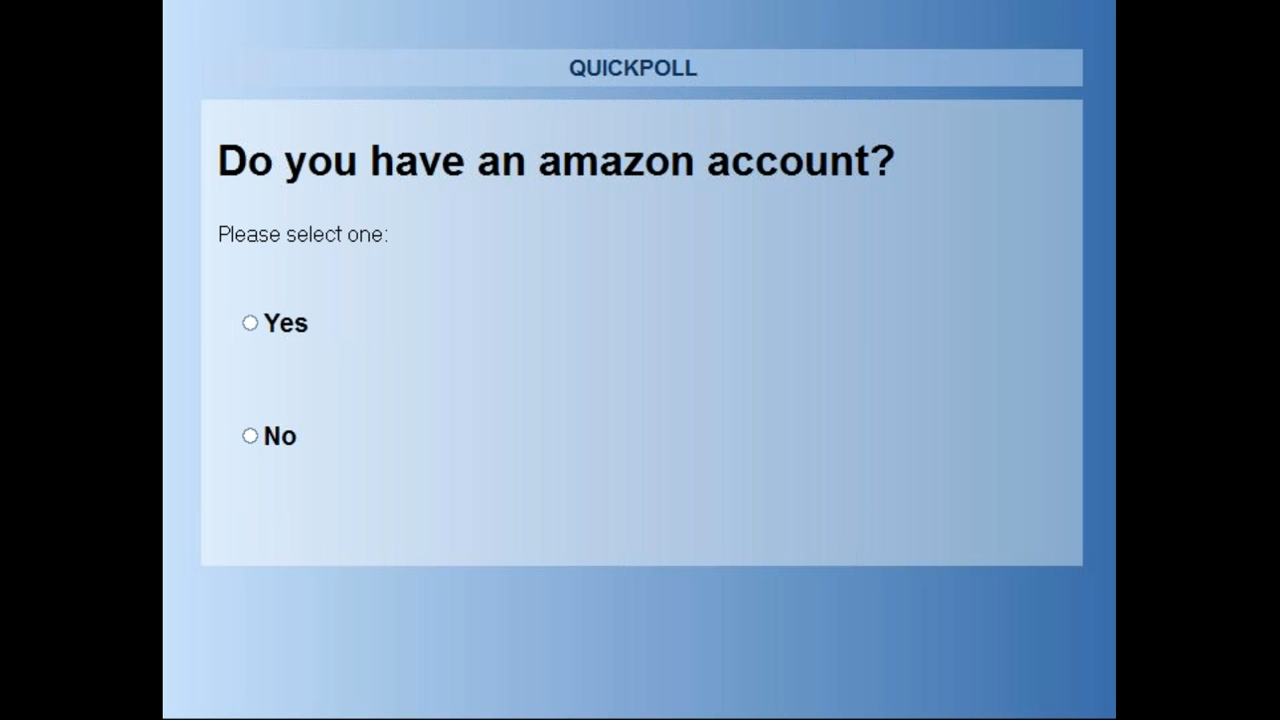 QUICKPOLL
Do you have an amazon account?
Please select one:
Yes
No